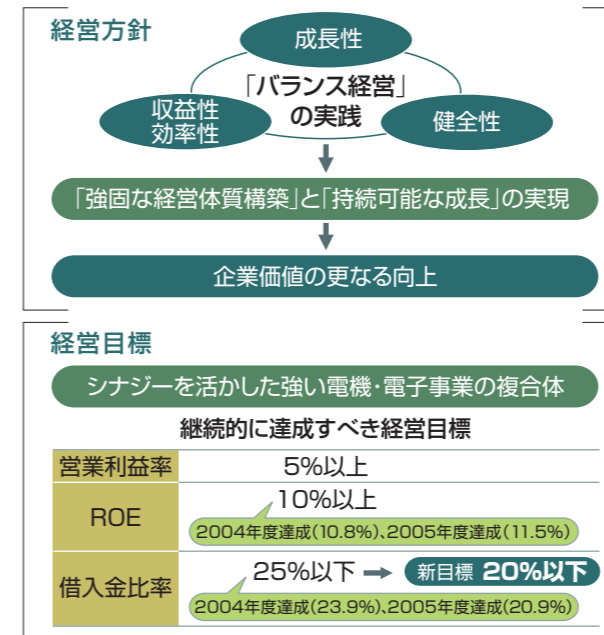 経営方針
成長性
「バランス経営」
の実践
収益性
効率性
健全性
「強固な経営体質構築」と「持続可能な成長」の実現
企業価値の更なる向上
経営目標
シナジーを活かした強い電機・電子事業の複合体
継続的に達成すべき経営目標
営業利益率 5%以上
ROE 10%以上
2004年度達成(10.8%)、2005年度達成(11.5%)
借入金比率 25%以下 → 新目標 20%以下
2004年度達成(23.9%)、2005年度達成(20.9%)